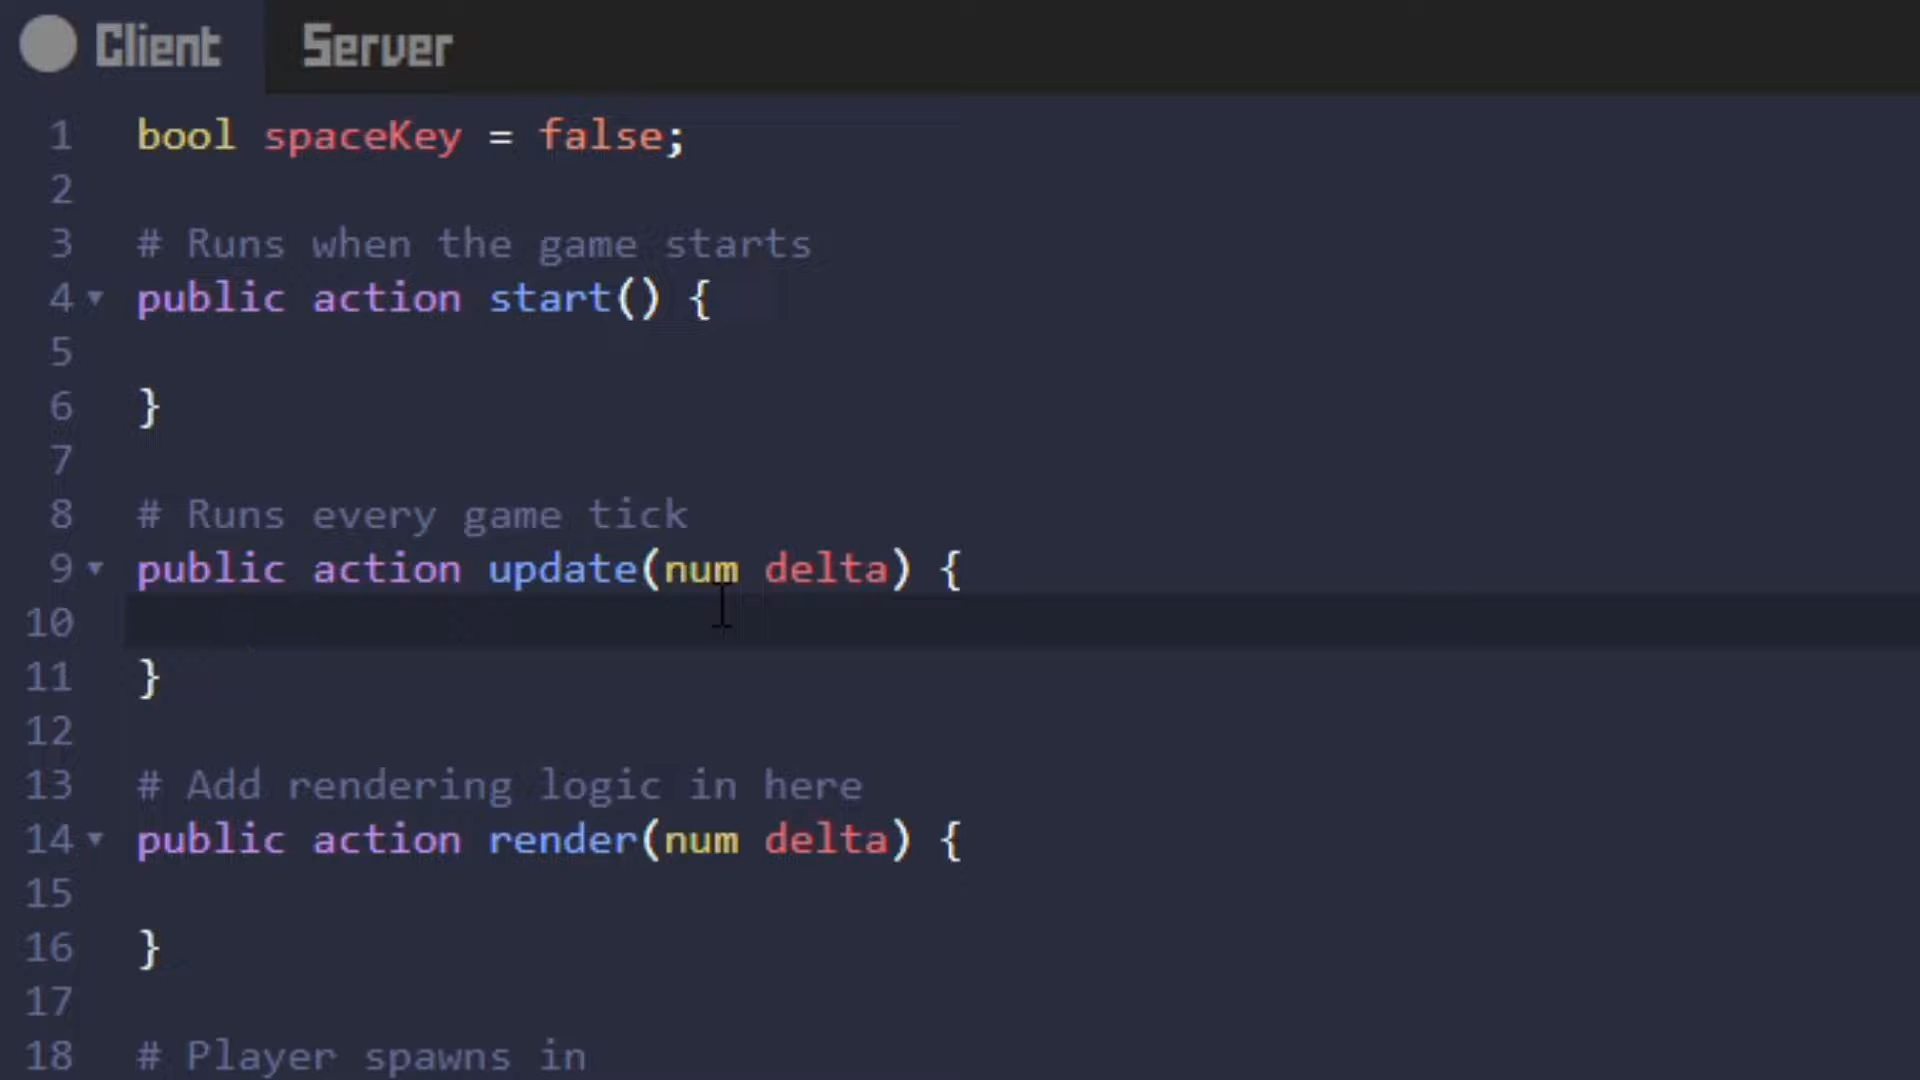 Client Server
1 bool spaceKey = false;
2
3 # Runs when the game starts
4 public action start() {
5
6 }
7
8 # Runs every game tick
9 public action update(num delta) {
10
11 }
12
13 # Add rendering logic in here
14 public action render(num delta) {
15
16 }
17
18 # Player spawns in